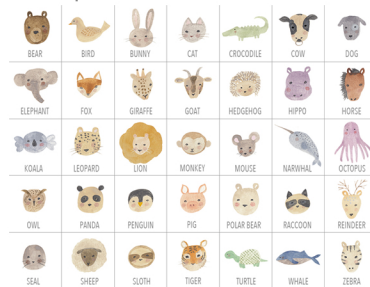 BEAR BIRD BUNNY CAT CROCODILE COW DOG
ELEPHANT FOX GIRAFFE GOAT HEDGEHOG HIPPO HORSE
KOALA LEOPARD LION MONKEY MOUSE NARWHAL OCTOPUS
OWL PANDA PENGUIN PIG POLAR BEAR RACCOON REINDEER
SEAL SHEEP SLOTH TIGER TURTLE WHALE ZEBRA